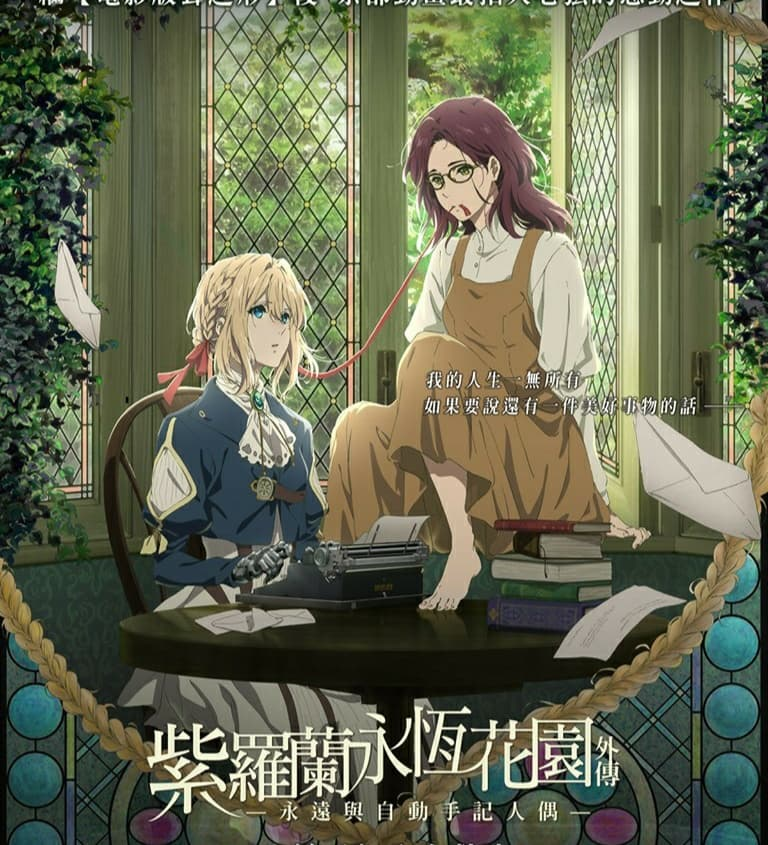 我的人生一無所有
如果要說還有一件美好事物的話——
紫羅蘭永恆花園 外傳
— 永遠與自動手記人偶 —